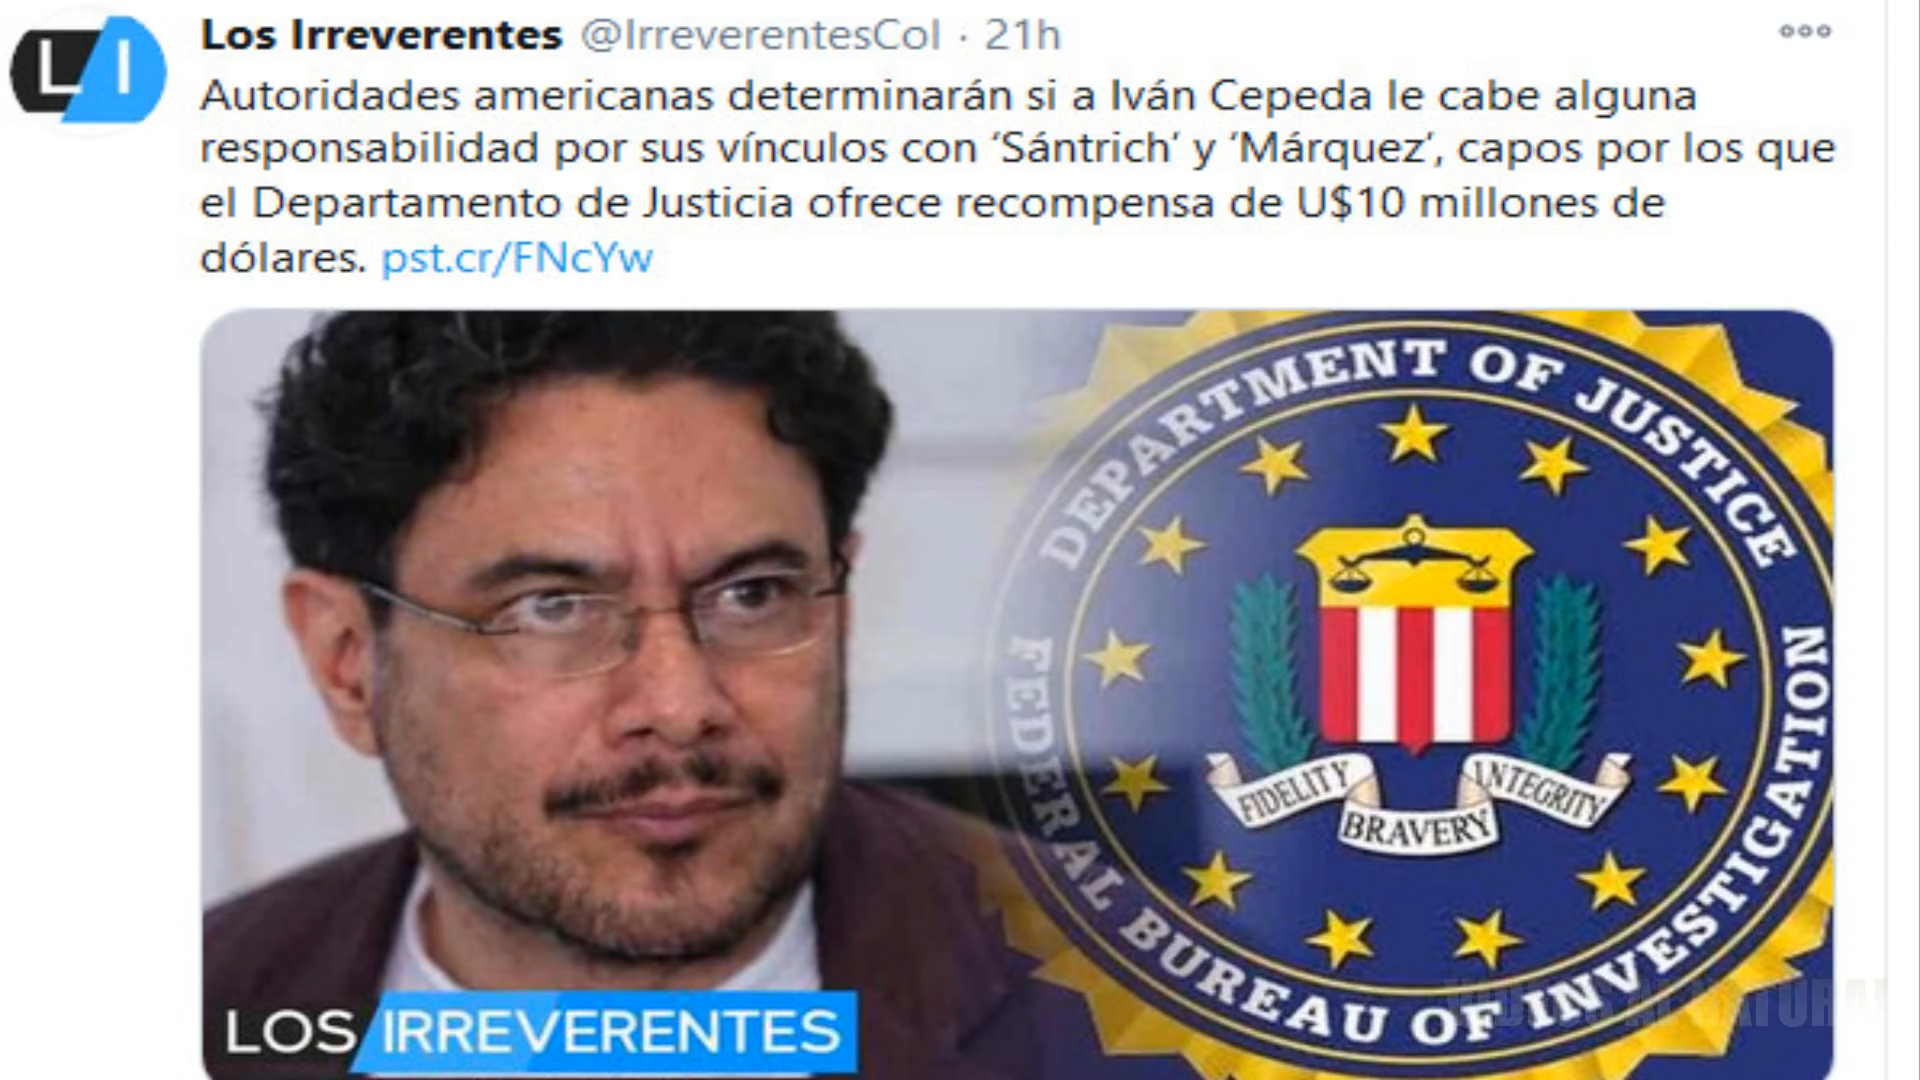 LI
Los Irreverentes @IrreverentesCol · 21h
Autoridades americanas determinarán si a Iván Cepeda le cabe alguna
responsabilidad por sus vínculos con ‘Sántrich’ y ‘Márquez’, capos por los que
el Departamento de Justicia ofrece recompensa de U$10 millones de
dólares. pst.cr/FNcYw
DEPARTMENT OF JUSTICE
FEDERAL BUREAU OF INVESTIGATION
FIDELITY
BRAVERY
INTEGRITY
LOS IRREVERENTES